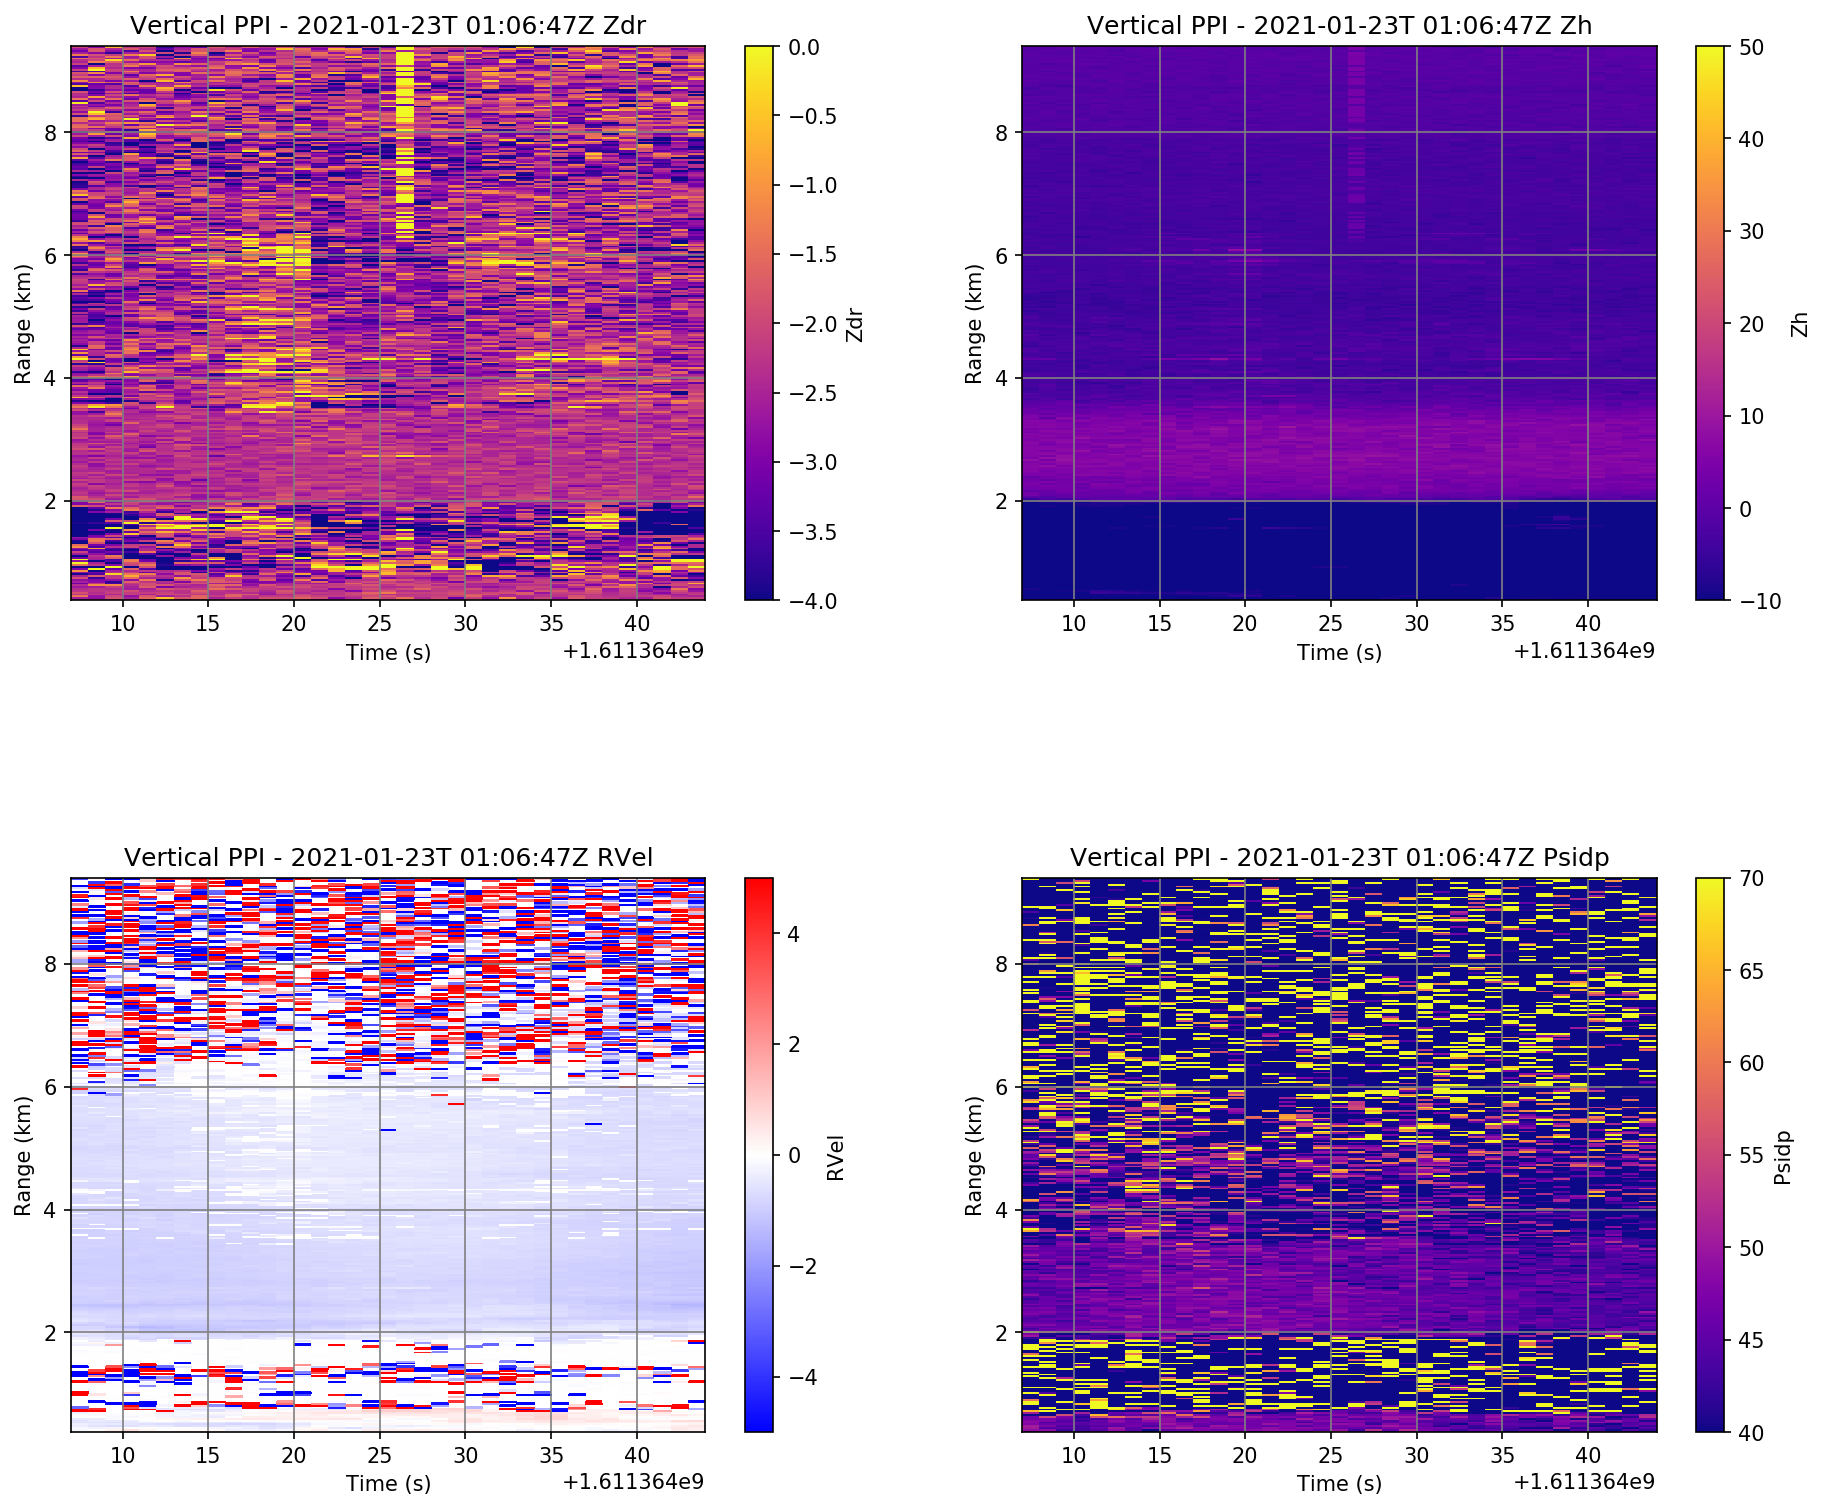 Vertical PPI - 2021-01-23T 01:06:47Z Zdr
Range (km)
8
6
4
2
10 15 20 25 30 35 40
Time (s)
+1.611364e9
0.0
−0.5
−1.0
−1.5
−2.0
−2.5
−3.0
−3.5
−4.0
Zdr
Vertical PPI - 2021-01-23T 01:06:47Z Zh
Range (km)
8
6
4
2
10 15 20 25 30 35 40
Time (s)
+1.611364e9
50
40
30
20
10
0
−10
Zh
Vertical PPI - 2021-01-23T 01:06:47Z RVel
Range (km)
8
6
4
2
10 15 20 25 30 35 40
Time (s)
+1.611364e9
4
2
0
−2
−4
RVel
Vertical PPI - 2021-01-23T 01:06:47Z Psidp
Range (km)
8
6
4
2
10 15 20 25 30 35 40
Time (s)
+1.611364e9
70
65
60
55
50
45
40
Psidp